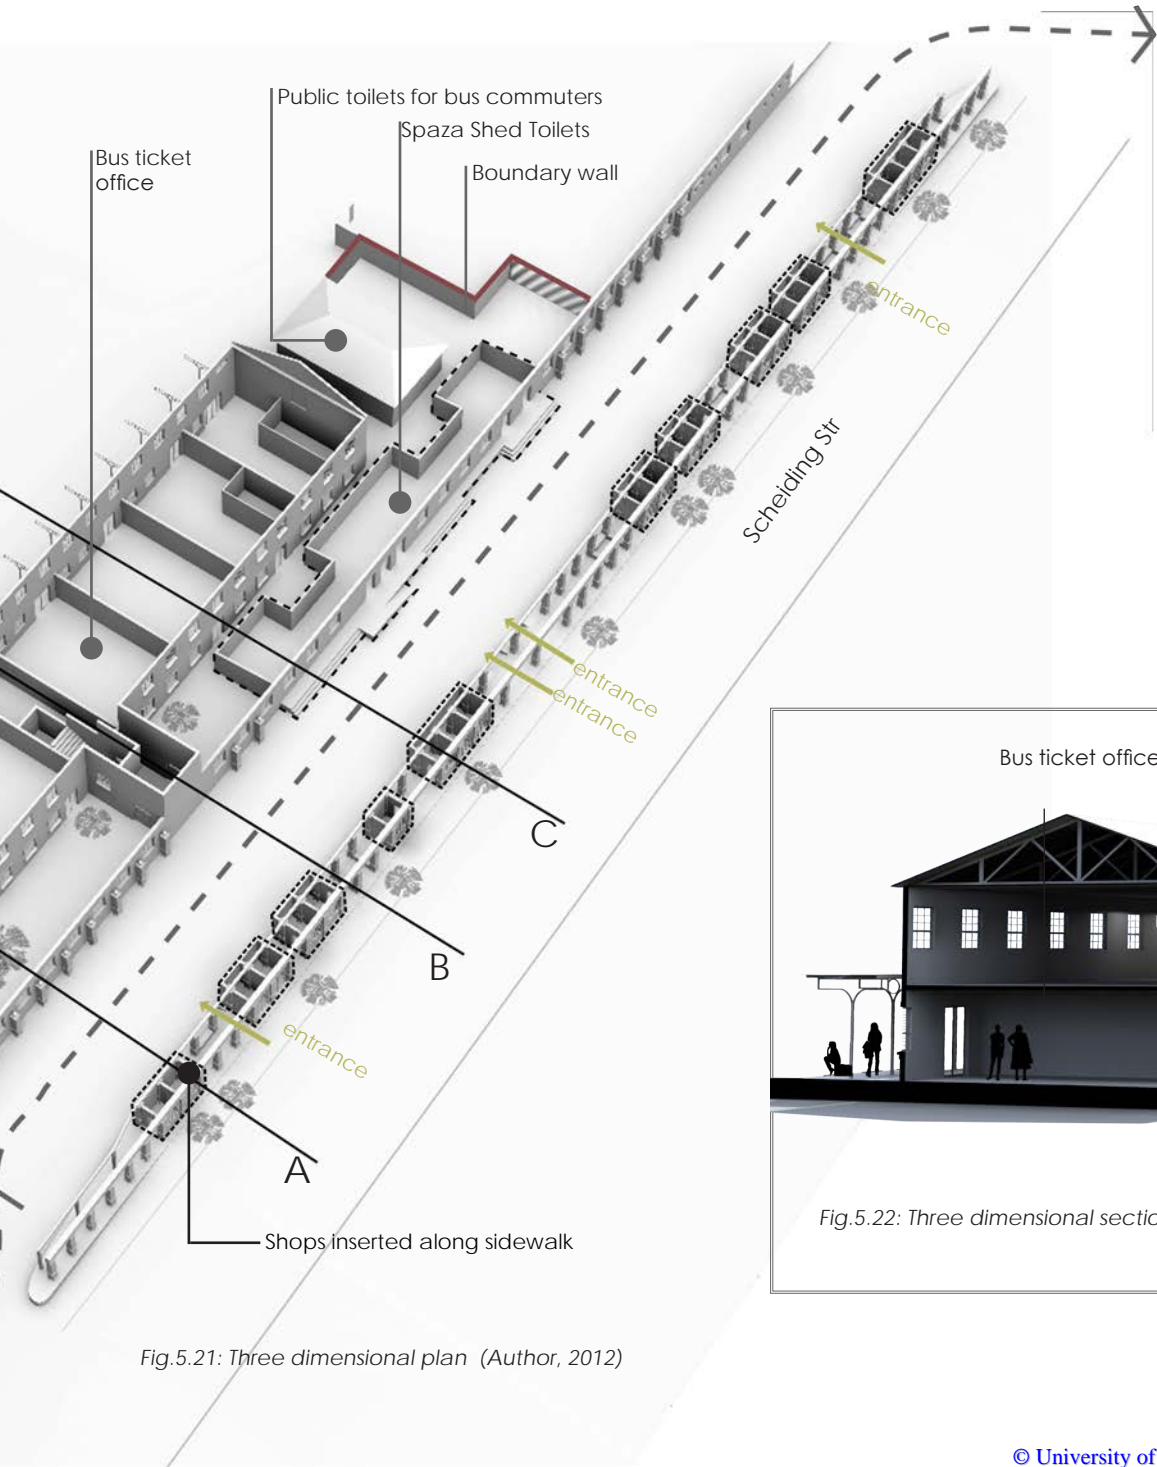 Public toilets for bus commuters
Spaza Shed Toilets
Bus ticket
office
Boundary wall
entrance
Scheiding Str
entrance
entrance
Bus ticket office
C
B
entrance
A
Shops inserted along sidewalk
Fig.5.22: Three dimensional
Fig.5.21: Three dimensional plan (Author, 2012)
© University of